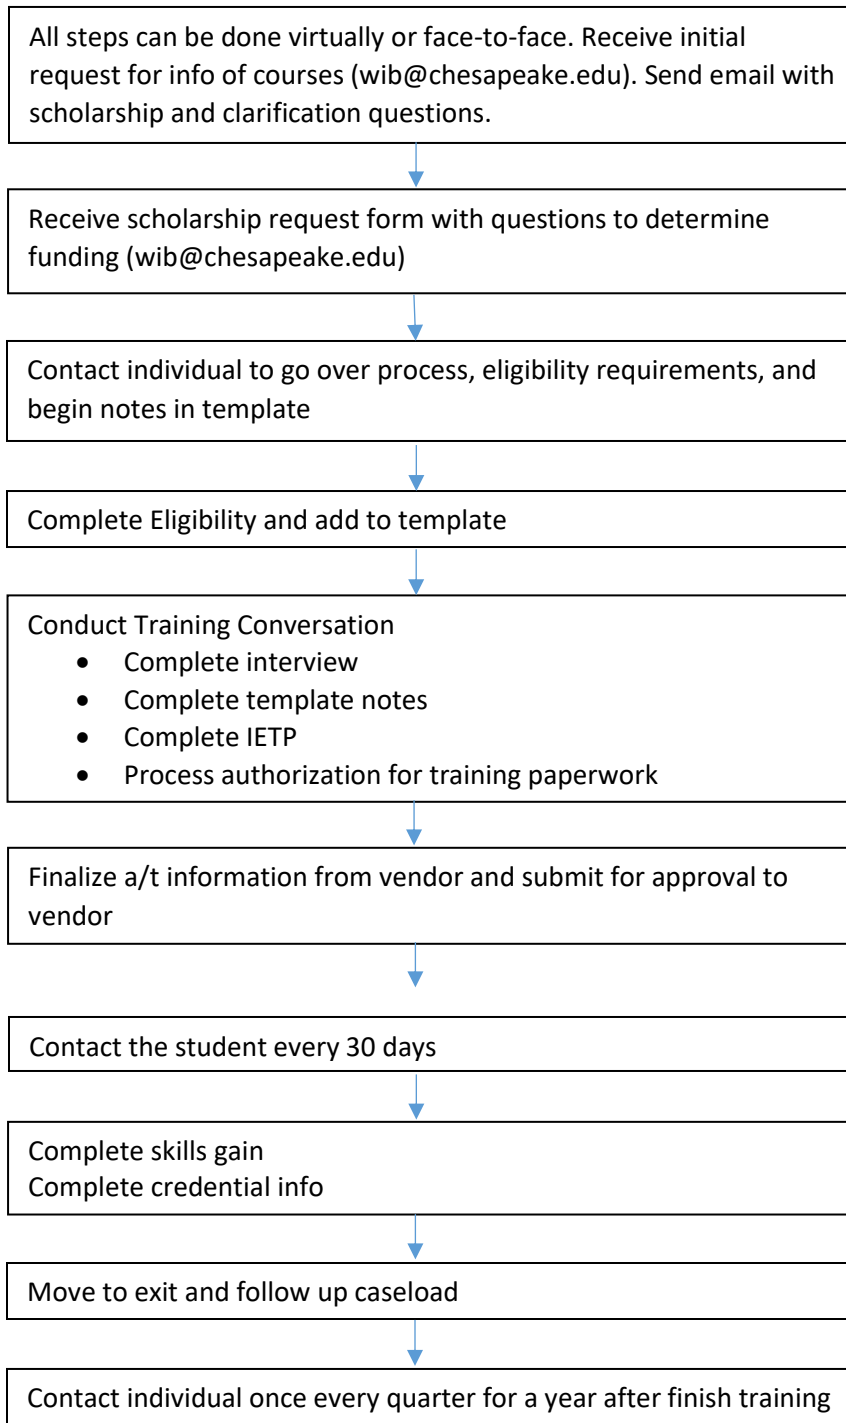 All steps can be done virtually or face-to-face. Receive initial
request for info of courses (wib@chesapeake.edu). Send email with
scholarship and clarification questions.
Receive scholarship request form with questions to determine
funding (wib@chesapeake.edu)
Contact individual to go over process, eligibility requirements, and
begin notes in template
Complete Eligibility and add to template
Conduct Training Conversation
• Complete interview
• Complete template notes
• Complete IETP
• Process authorization for training paperwork
Finalize a/t information from vendor and submit for approval to
vendor
Contact the student every 30 days
Complete skills gain
Complete credential info
Move to exit and follow up caseload
Contact individual once every quarter for a year after finish training